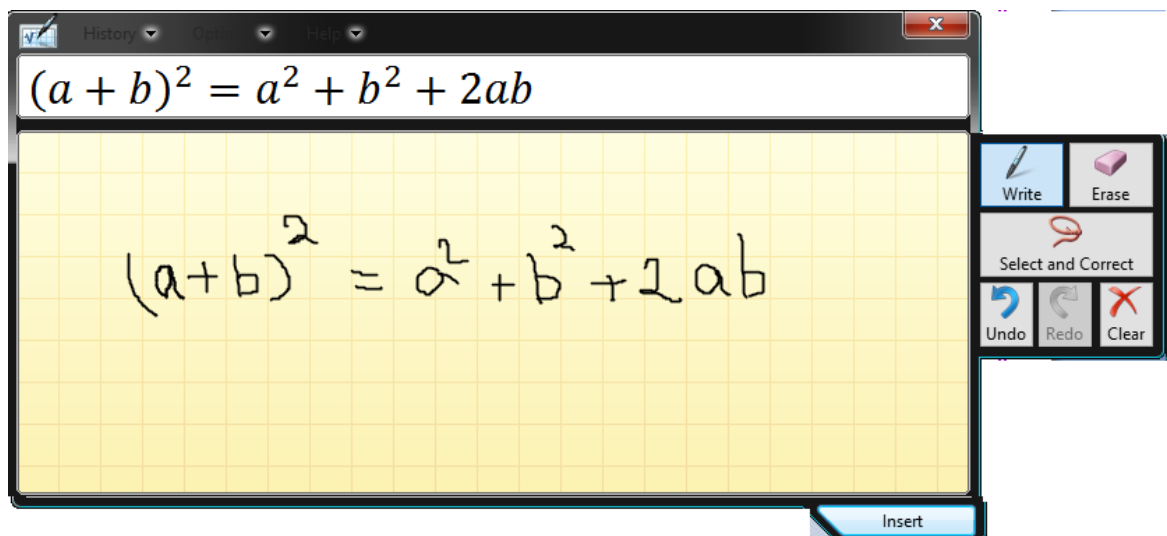 History Options Help
(a + b)² = a² + b² + 2ab
(a+b)² = a² + b² + 2ab
Write Erase
Select and Correct
Undo Redo Clear
Insert